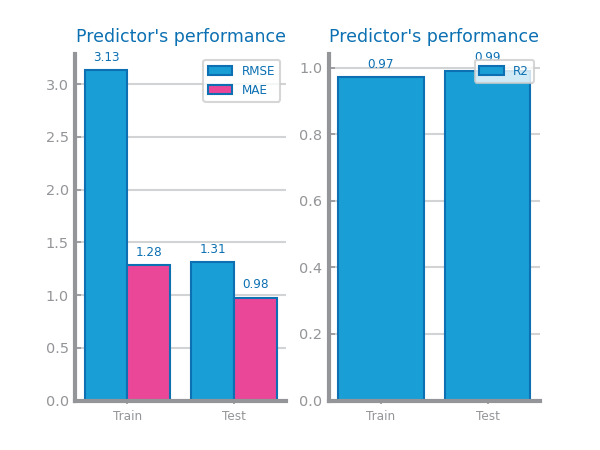 Predictor's performance
3.13
RMSE
MAE
3.0
2.5
2.0
1.5
1.0
0.5
0.0
1.28
1.31
0.98
Train
Test
Predictor's performance
0.97
0.99
R2
1.0
0.8
0.6
0.4
0.2
0.0
Train
Test